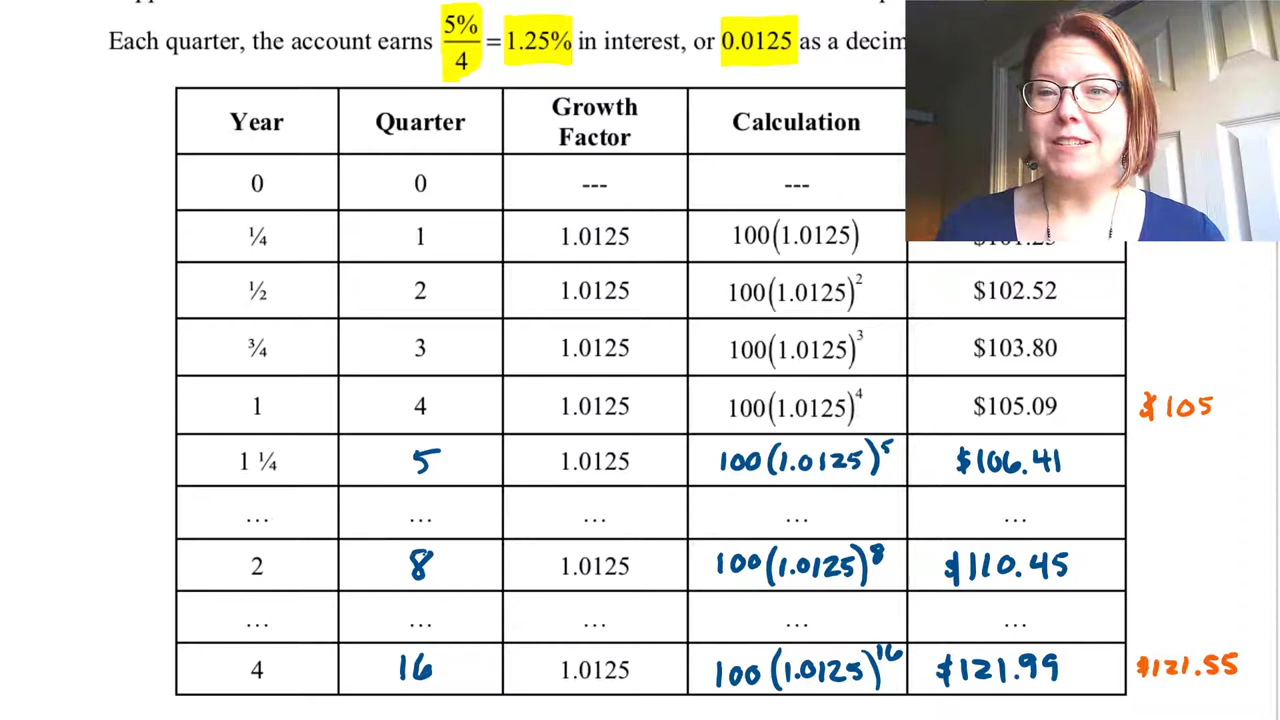 Each quarter, the account earns 5%/4 = 1.25% in interest, or 0.0125 as a
Year Quarter Growth Factor Calculation
0 0 --- ---
¼ 1 1.0125 100(1.0125)
½ 2 1.0125 100(1.0125)² $102.52
¾ 3 1.0125 100(1.0125)³ $103.80
1 4 1.0125 100(1.0125)⁴ $105.09 $105
1 ¼ 5 1.0125 100(1.0125)⁵ $106.41
... ... ... ... ...
2 8 1.0125 100(1.0125)⁸ $110.45
... ... ... ... ...
4 16 1.0125 100(1.0125)¹⁶ $121.99 $121.55